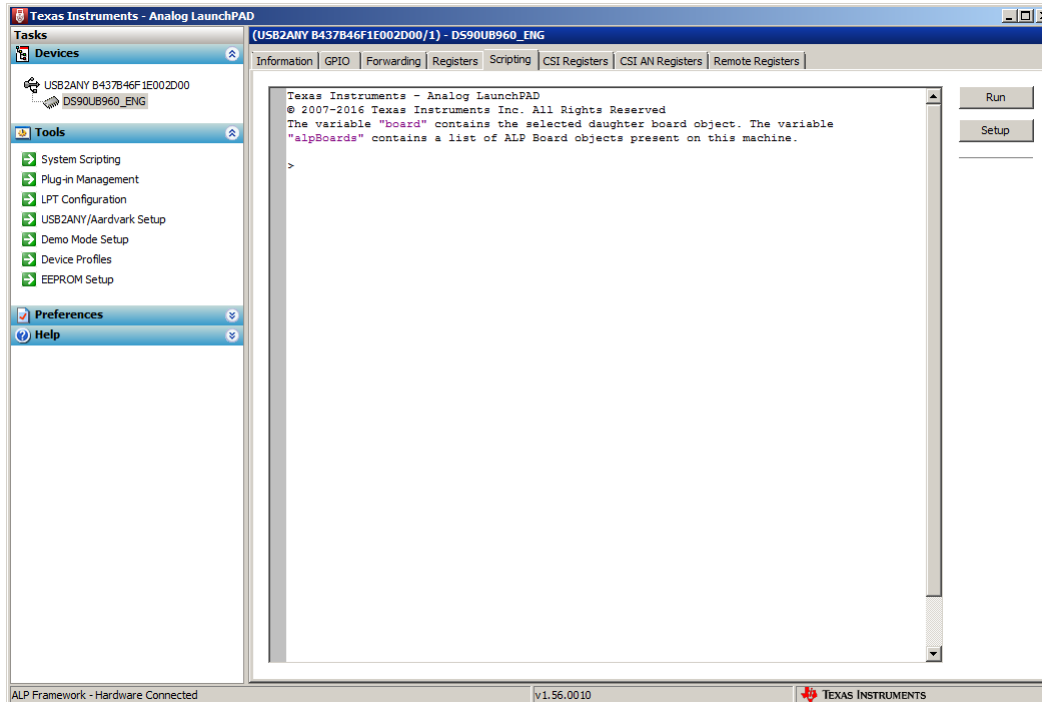 Texas Instruments - Analog LaunchPAD
Tasks
Devices
USB2ANY B437B46F1E002D00
DS90UB960_ENG
Tools
System Scripting
Plug-in Management
LPT Configuration
USB2ANY/Aardvark Setup
Demo Mode Setup
Device Profiles
EEPROM Setup
Preferences
Help
(USB2ANY B437B46F1E002D00/1) - DS90UB960_ENG
Information GPIO Forwarding Registers Scripting CSI Registers CSI AN Registers Remote Registers
Texas Instruments - Analog LaunchPAD
© 2007-2016 Texas Instruments Inc. All Rights Reserved
The variable "board" contains the selected daughter board object. The variable
"alpBoards" contains a list of ALP Board objects present on this machine.
>
Run
Setup
ALP Framework - Hardware Connected
v1.56.0010
TEXAS INSTRUMENTS